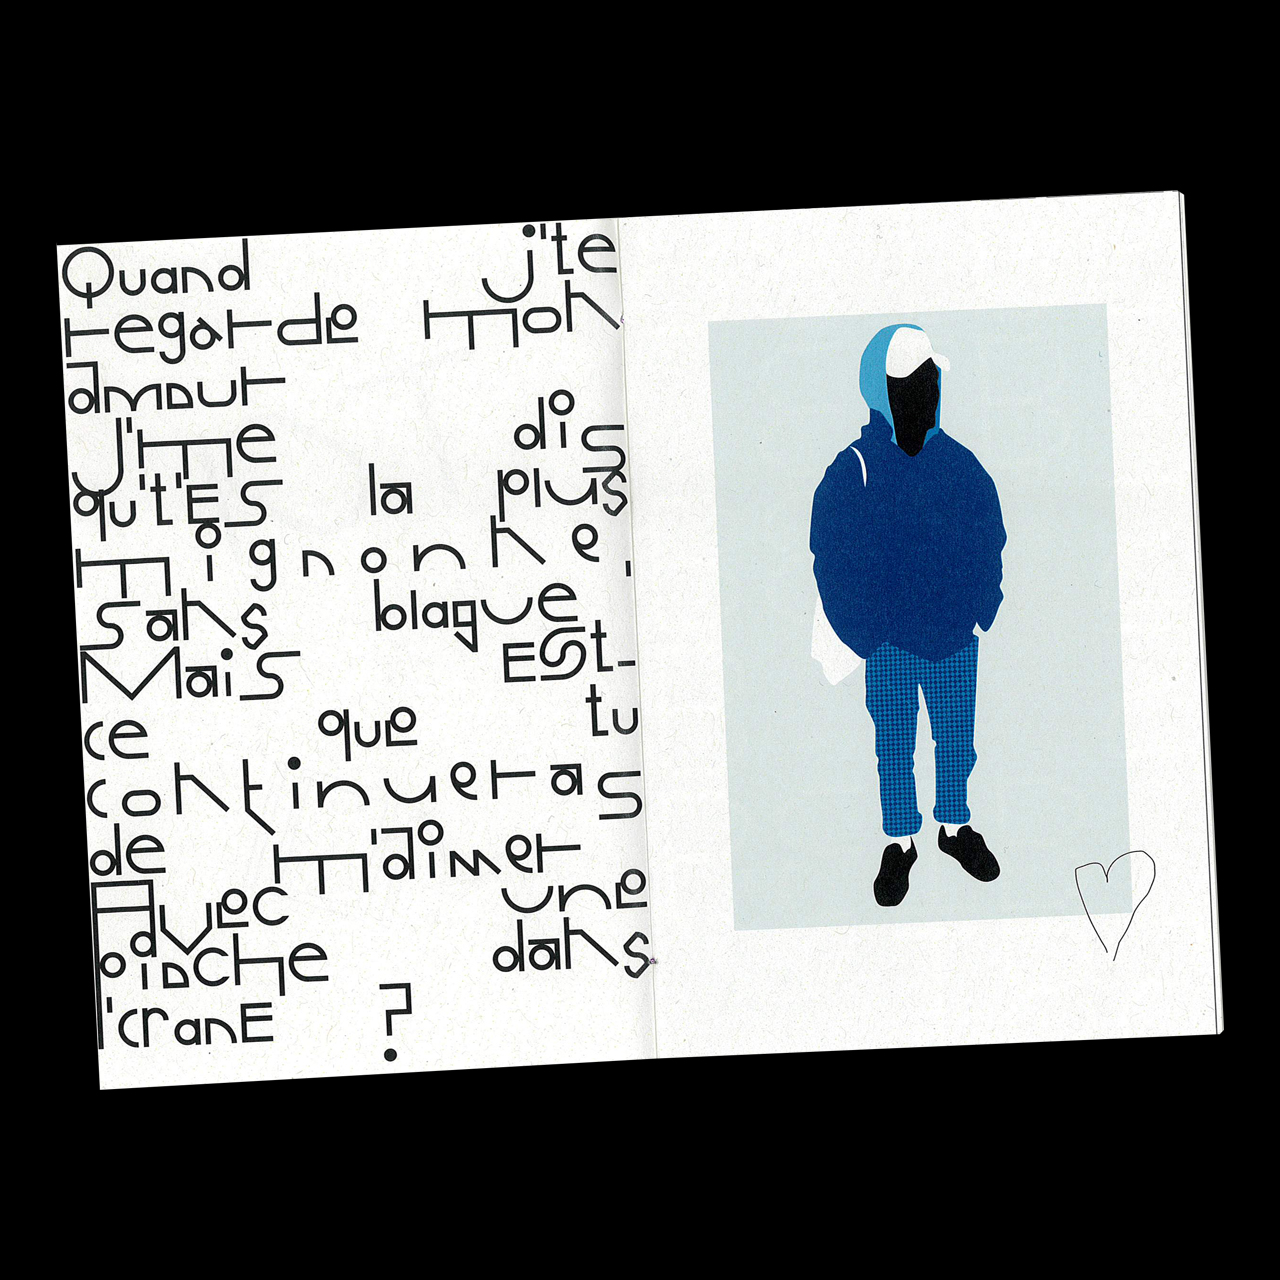 Quand j'te
regarde mon
amour
J'me dis
qu't'ES la plus
mignonne,
sans blague
Mais ESt-
ce que tu
continueras
de m'aimer
Avec une
pioche dans
l'cranE ?